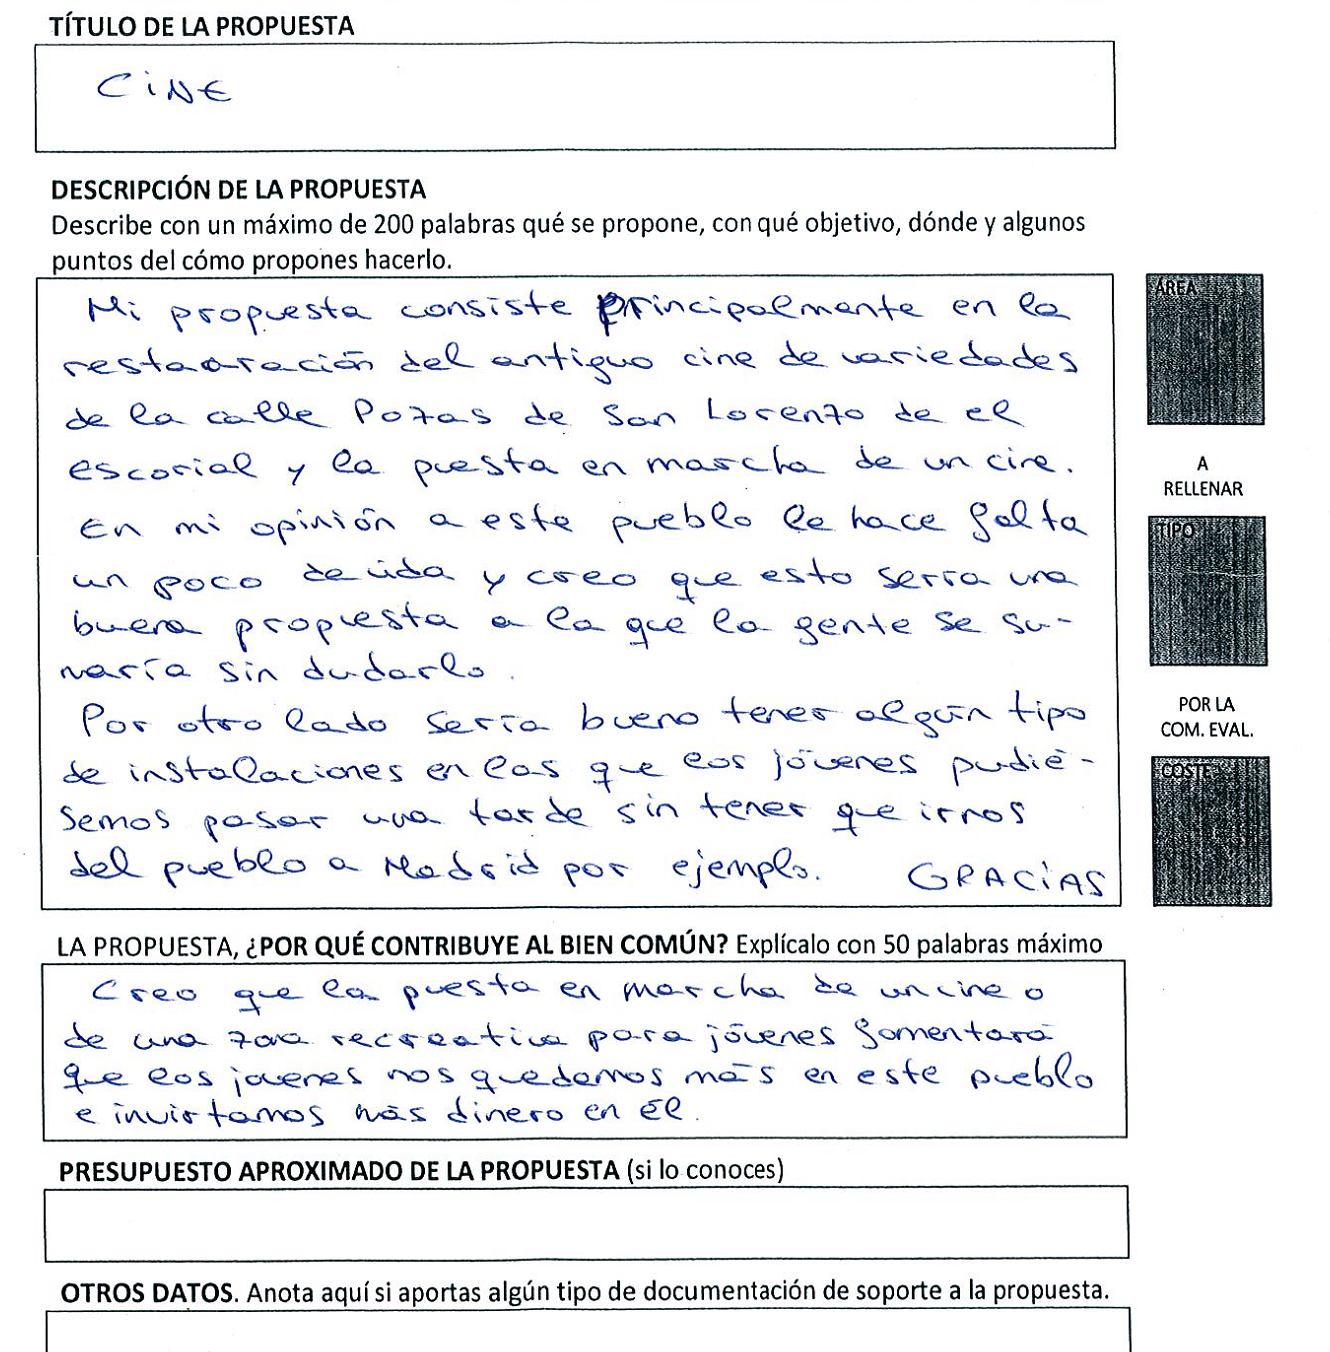 TÍTULO DE LA PROPUESTA
CiNE
DESCRIPCIÓN DE LA PROPUESTA
Describe con un máximo de 200 palabras qué se propone, con qué objetivo, dónde y algunos
puntos del cómo propones hacerlo.
Mi propuesta consiste principalmente en la
restauración del antiguo cine de variedades
de la calle Pozas de San Lorenzo de el
escorial y la puesta en marcha de un cine.
En mi opinión a este pueblo le hace falta
un poco de vida y creo que esto sería una
buena propuesta a la que la gente se su-
maría sin dudarlo.
Por otro lado sería bueno tener algún tipo
de instalaciones en las que los jóvenes pudié-
semos pasar una tarde sin tener que irnos
del pueblo a Madrid por ejemplo. GRACiAS
ÁREA
A
RELLENAR
TIPO
POR LA
COM. EVAL.
COSTE
LA PROPUESTA, ¿POR QUÉ CONTRIBUYE AL BIEN COMÚN? Explícalo con 50 palabras máximo
Creo que la puesta en marcha de un cine o
de una zona recreativa para jóvenes fomentará
que los jovenes nos quedemos más en este pueblo
e invirtamos más dinero en él.
PRESUPUESTO APROXIMADO DE LA PROPUESTA (si lo conoces)
OTROS DATOS. Anota aquí si aportas algún tipo de documentación de soporte a la propuesta.